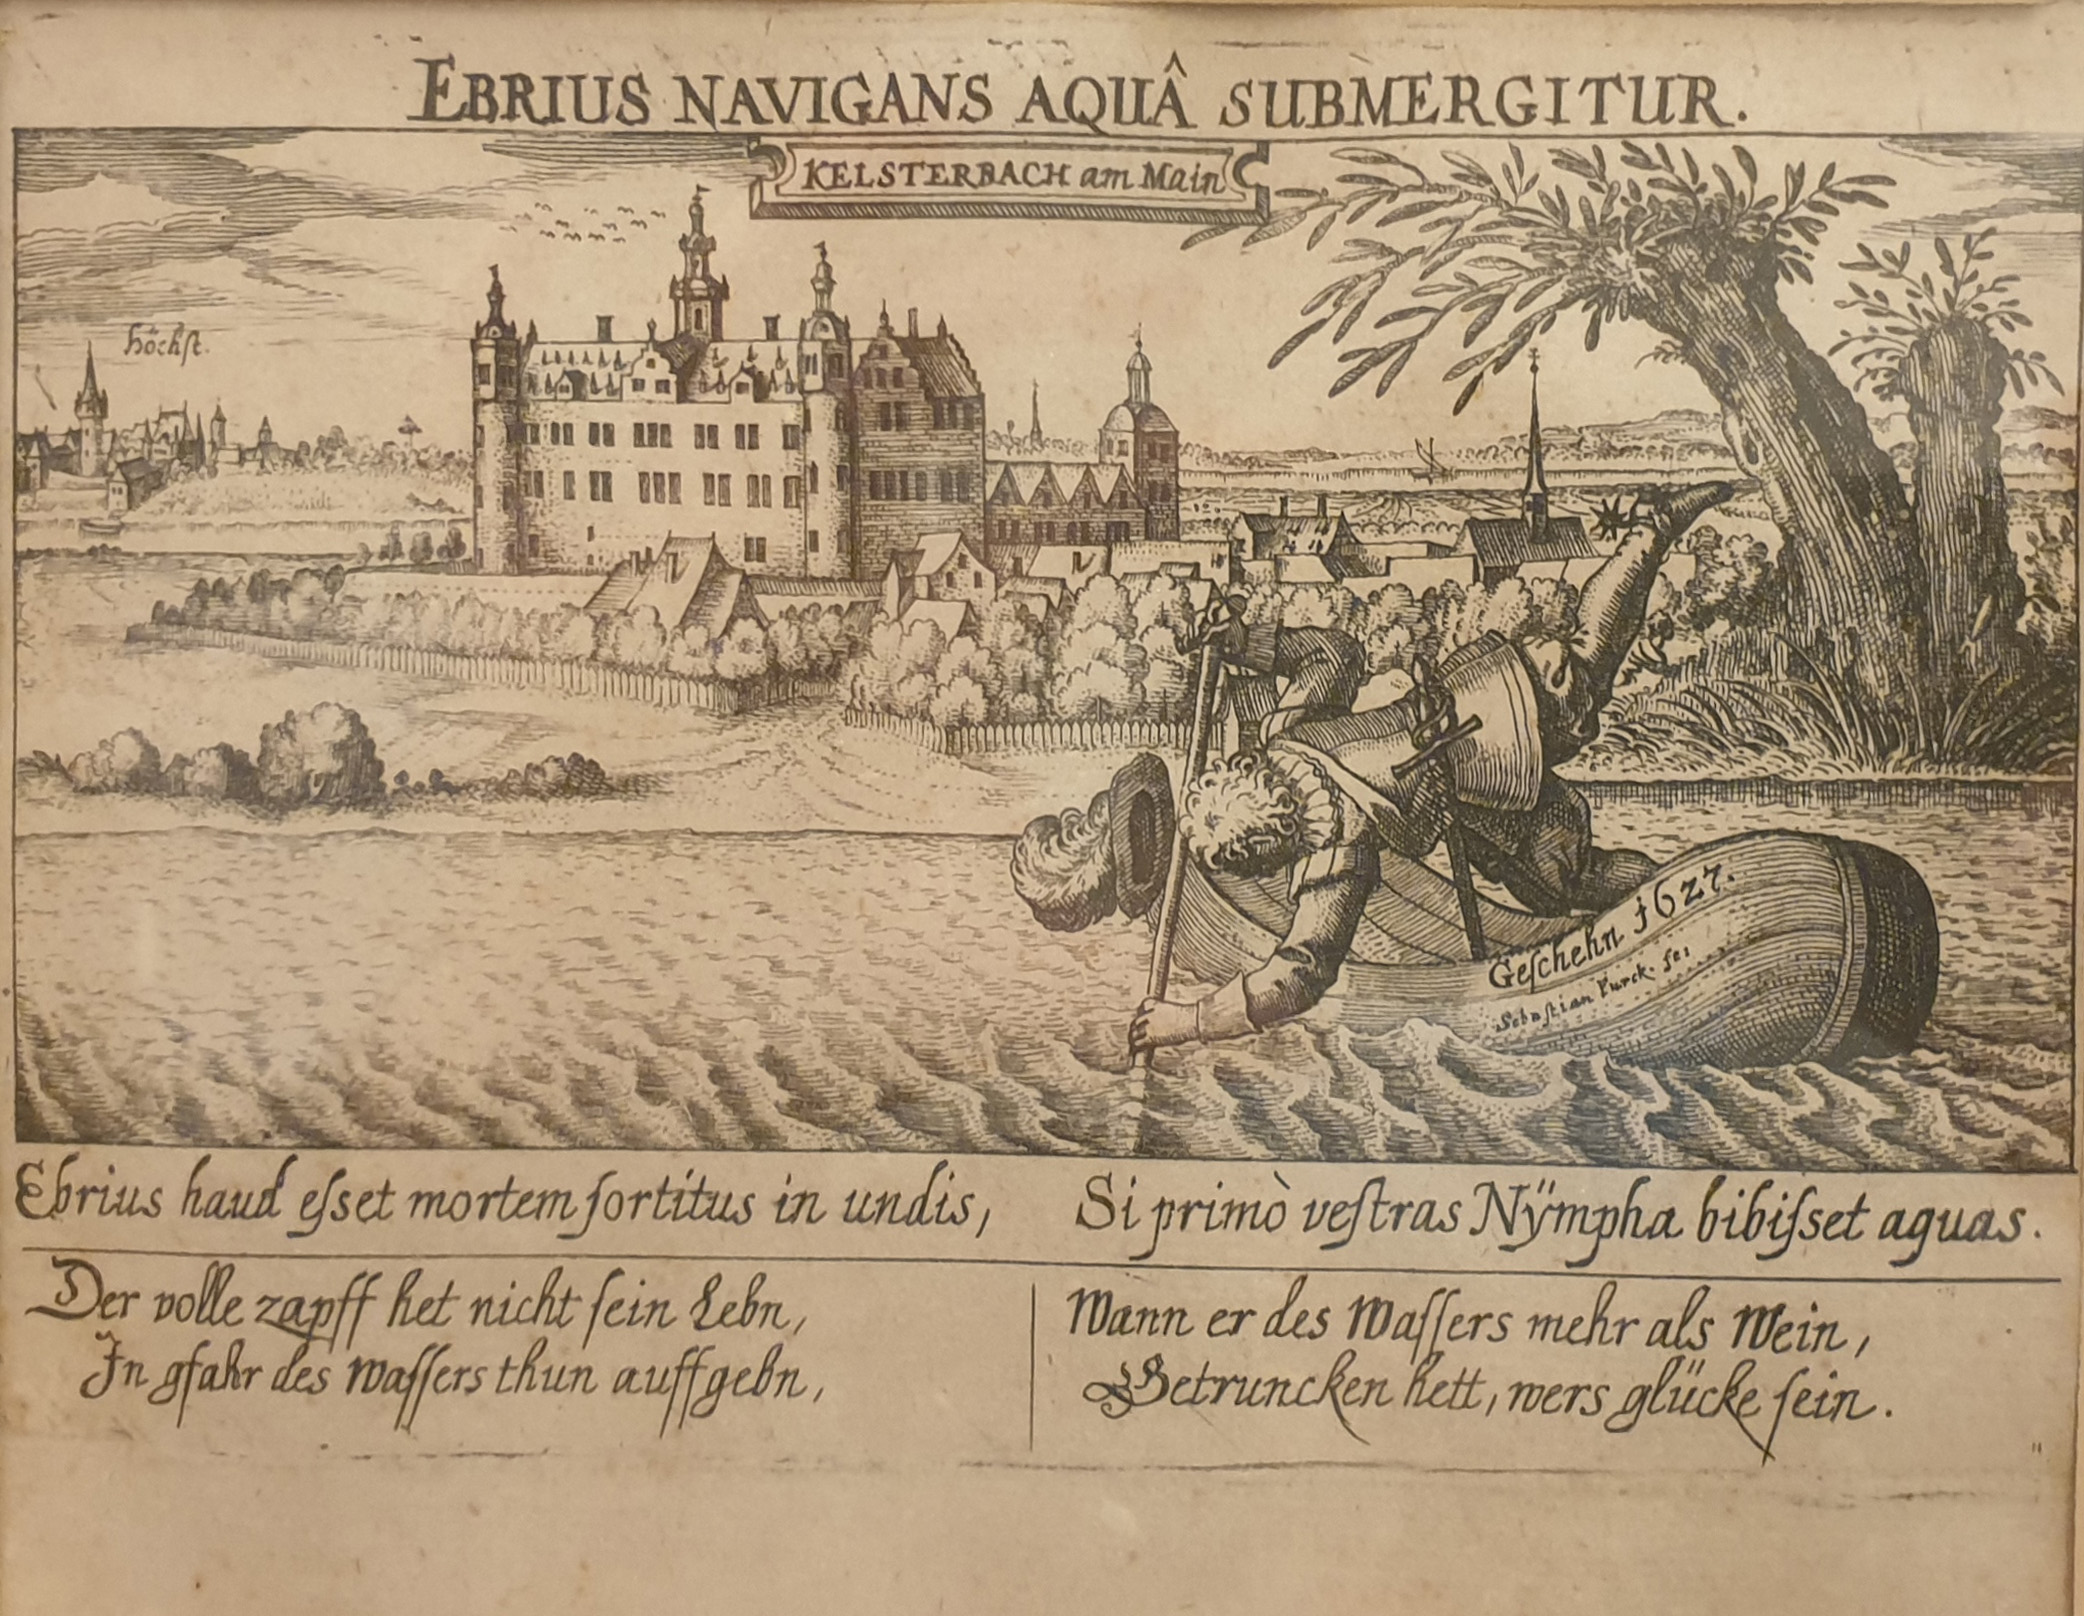 EBRIUS NAVIGANS AQUÂ SUBMERGITUR.
KELSTERBACH am Main
Höchst.
Geſchehn 1627.
Sebaſtian Furck. fe:
Ebrius haud eſset mortem ſortitus in undis,
Si primò veſtras Nÿmpha bibiſset aquas.
Der volle zapff het nicht ſein Lebn,
In gfahr des Waſſers thun auffgebn,
Wann er des Waſſers mehr als Wein,
Getruncken hett, wers glücke ſein.